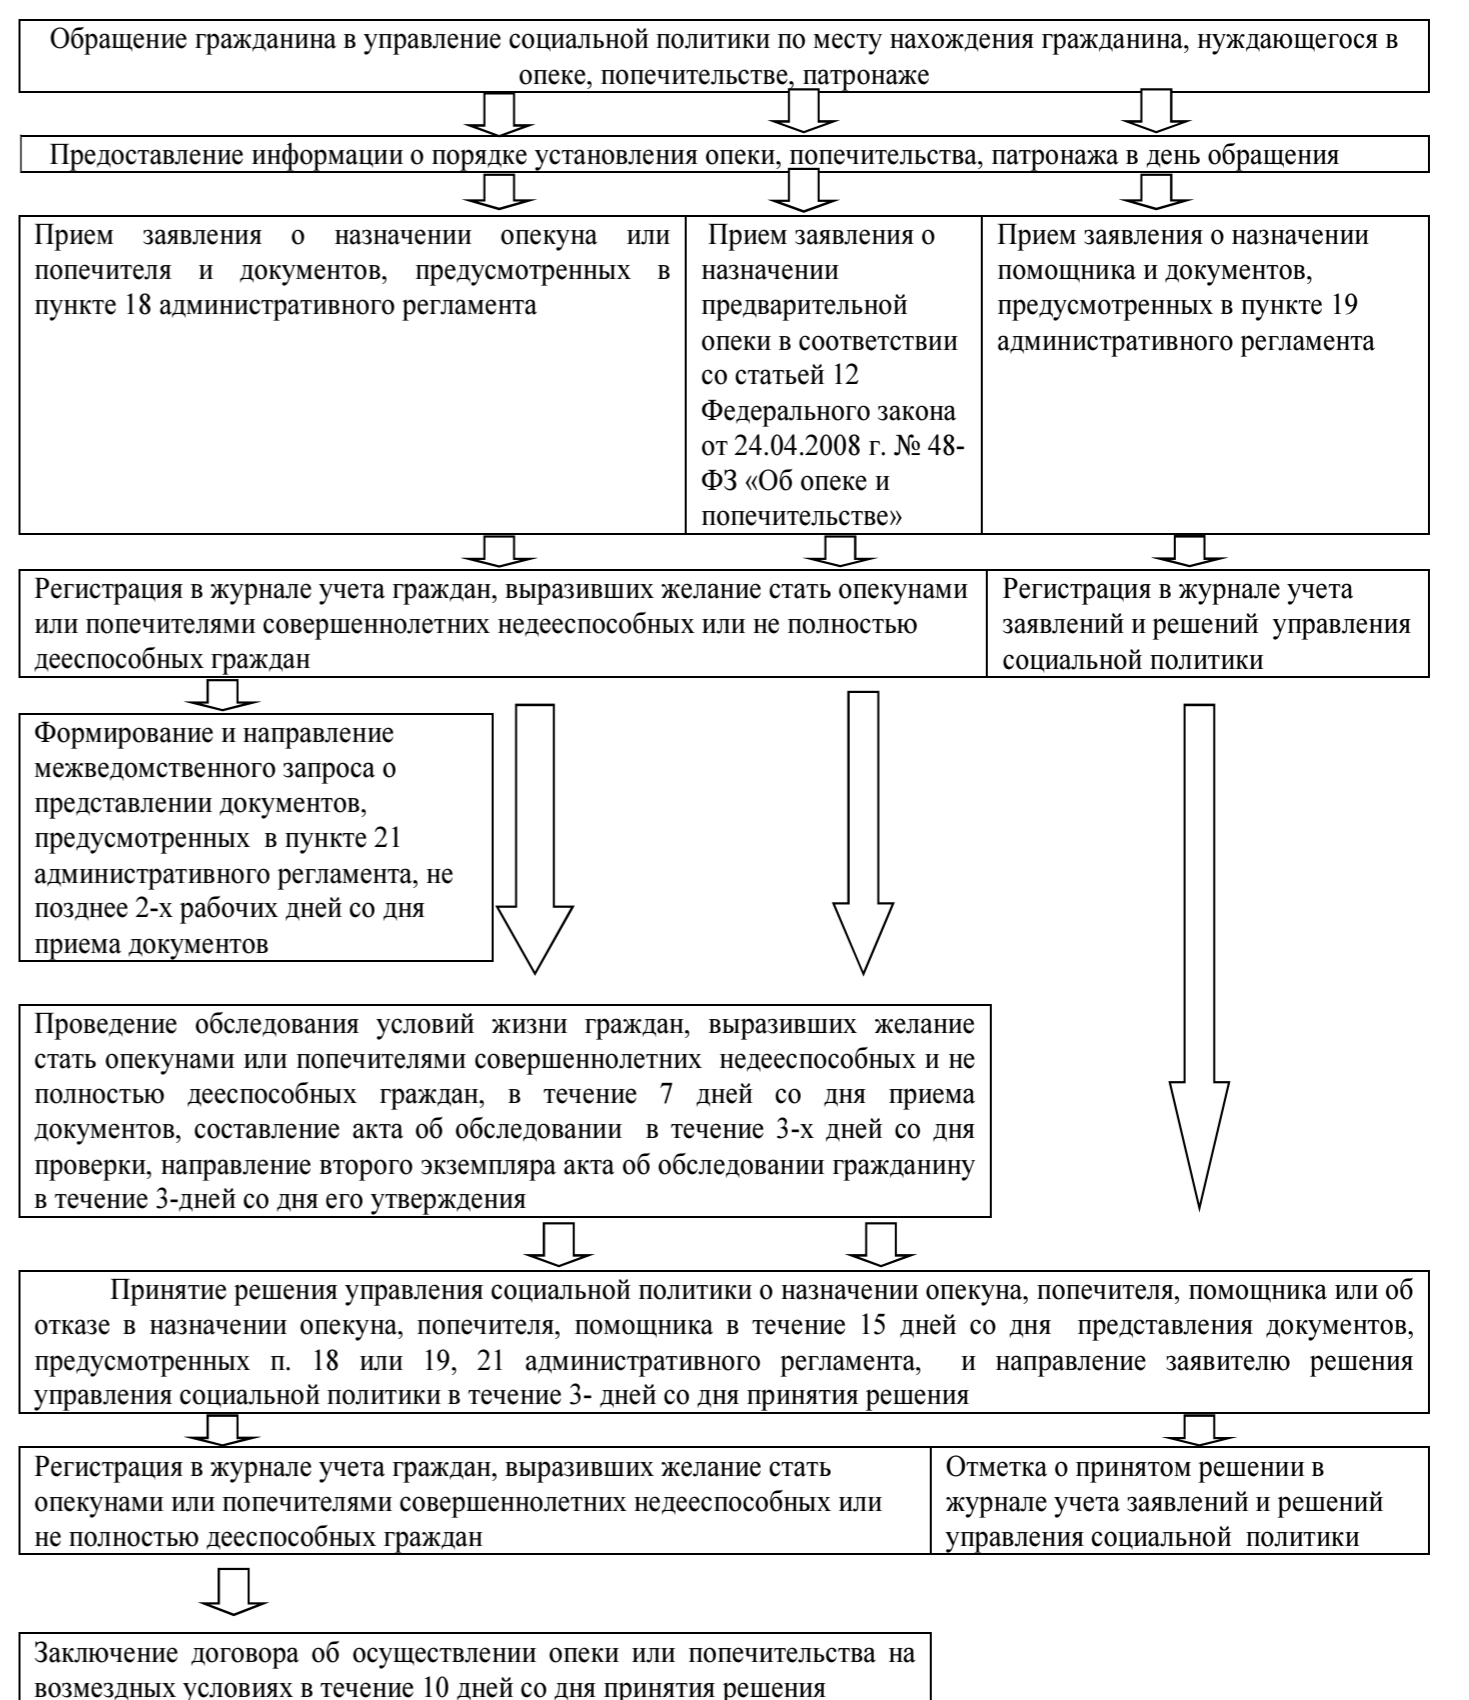 Обращение гражданина в управление социальной политики по месту нахождения гражданина, нуждающегося в
опеке, попечительстве, патронаже
Предоставление информации о порядке установления опеки, попечительства, патронажа в день обращения
Прием заявления о назначении опекуна или
попечителя и документов, предусмотренных в
пункте 18 административного регламента
Прием заявления о
назначении
предварительной
опеки в соответствии
со статьей 12
Федерального закона
от 24.04.2008 г. № 48-
ФЗ «Об опеке и
попечительстве»
Прием заявления о назначении
помощника и документов,
предусмотренных в пункте 19
административного регламента
Регистрация в журнале учета граждан, выразивших желание стать опекунами
или попечителями совершеннолетних недееспособных или не полностью
дееспособных граждан
Регистрация в журнале учета
заявлений и решений управления
социальной политики
Формирование и направление
межведомственного запроса о
представлении документов,
предусмотренных в пункте 21
административного регламента, не
позднее 2-х рабочих дней со дня
приема документов
Проведение обследования условий жизни граждан, выразивших желание
стать опекунами или попечителями совершеннолетних недееспособных и не
полностью дееспособных граждан, в течение 7 дней со дня приема
документов, составление акта об обследовании в течение 3-х дней со дня
проверки, направление второго экземпляра акта об обследовании гражданину
в течение 3-дней со дня его утверждения
Принятие решения управления социальной политики о назначении опекуна, попечителя, помощника или об
отказе в назначении опекуна, попечителя, помощника в течение 15 дней со дня представления документов,
предусмотренных п. 18 или 19, 21 административного регламента, и направление заявителю решения
управления социальной политики в течение 3- дней со дня принятия решения
Регистрация в журнале учета граждан, выразивших желание стать
опекунами или попечителями совершеннолетних недееспособных или
не полностью дееспособных граждан
Отметка о принятом решении в
журнале учета заявлений и решений
управления социальной политики
Заключение договора об осуществлении опеки или попечительства на
возмездных условиях в течение 10 дней со дня принятия решения